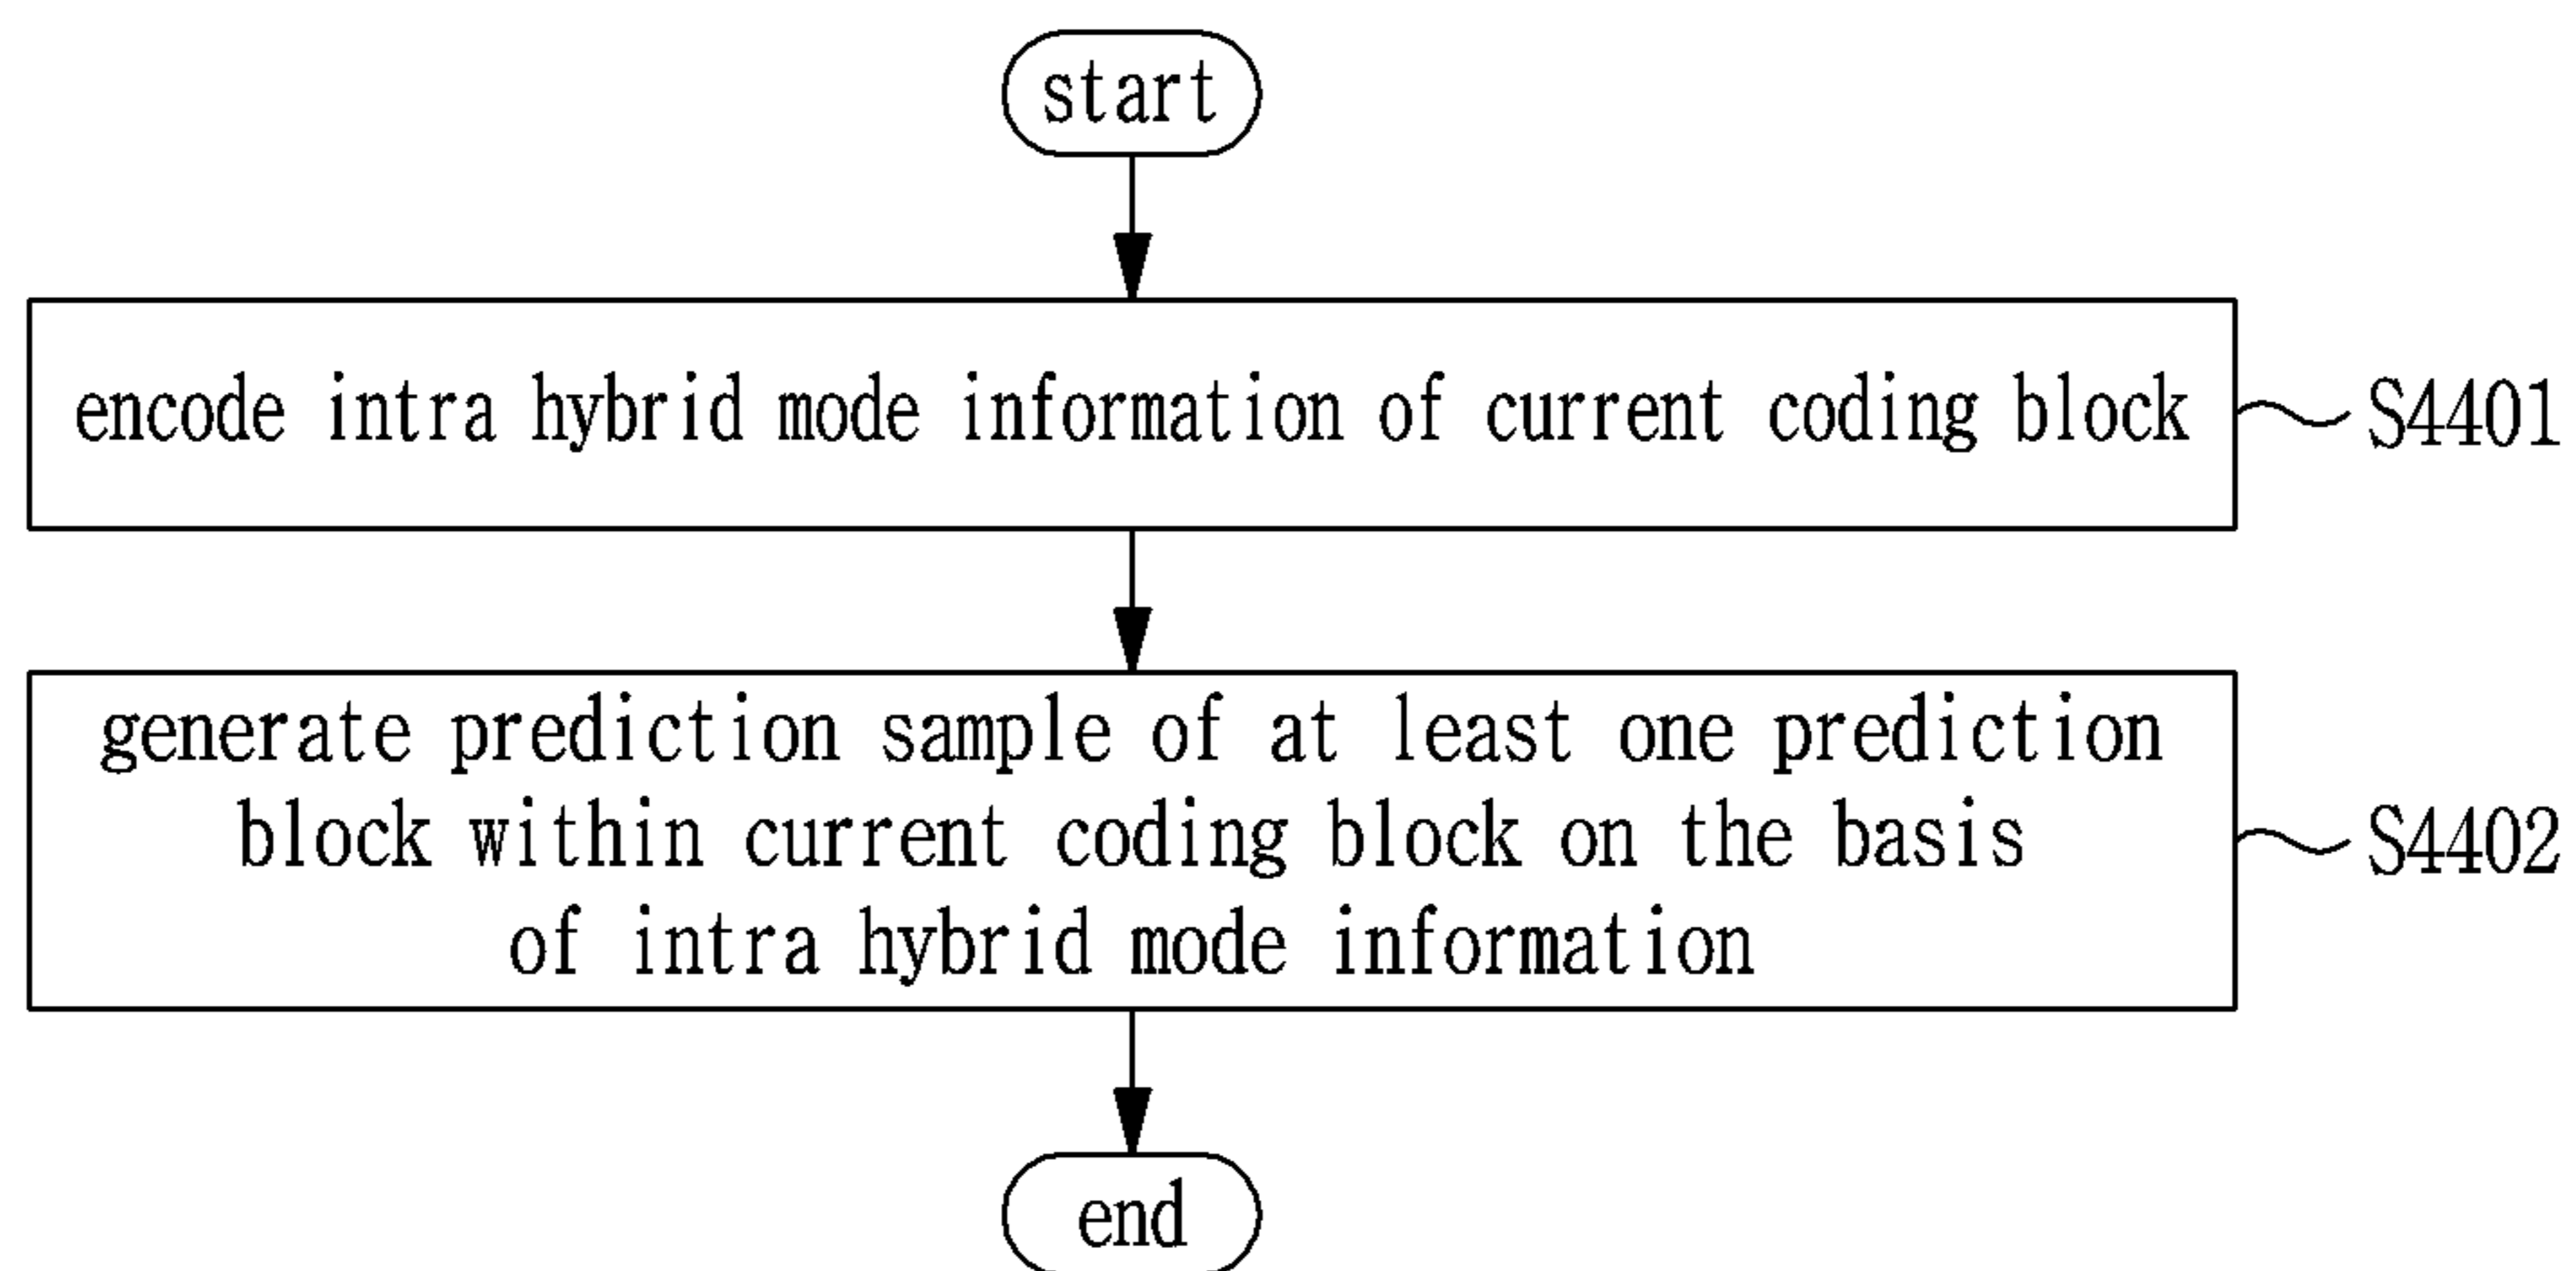 start
encode intra hybrid mode information of current coding block
S4401
generate prediction sample of at least one prediction
block within current coding block on the basis
of intra hybrid mode information
S4402
end